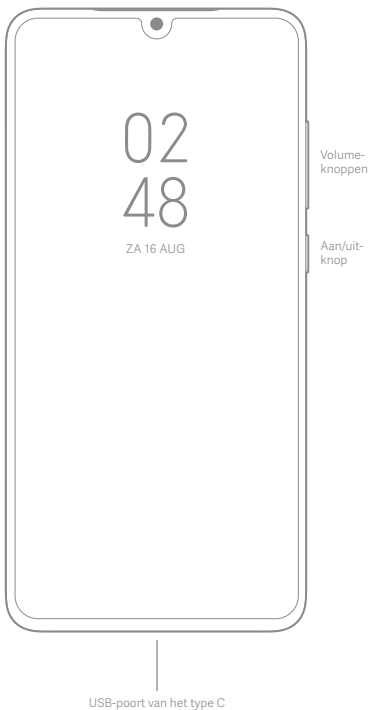 02
48
ZA 16 AUG
Volume-
knoppen
Aan/uit-
knop
USB-poort van het type C